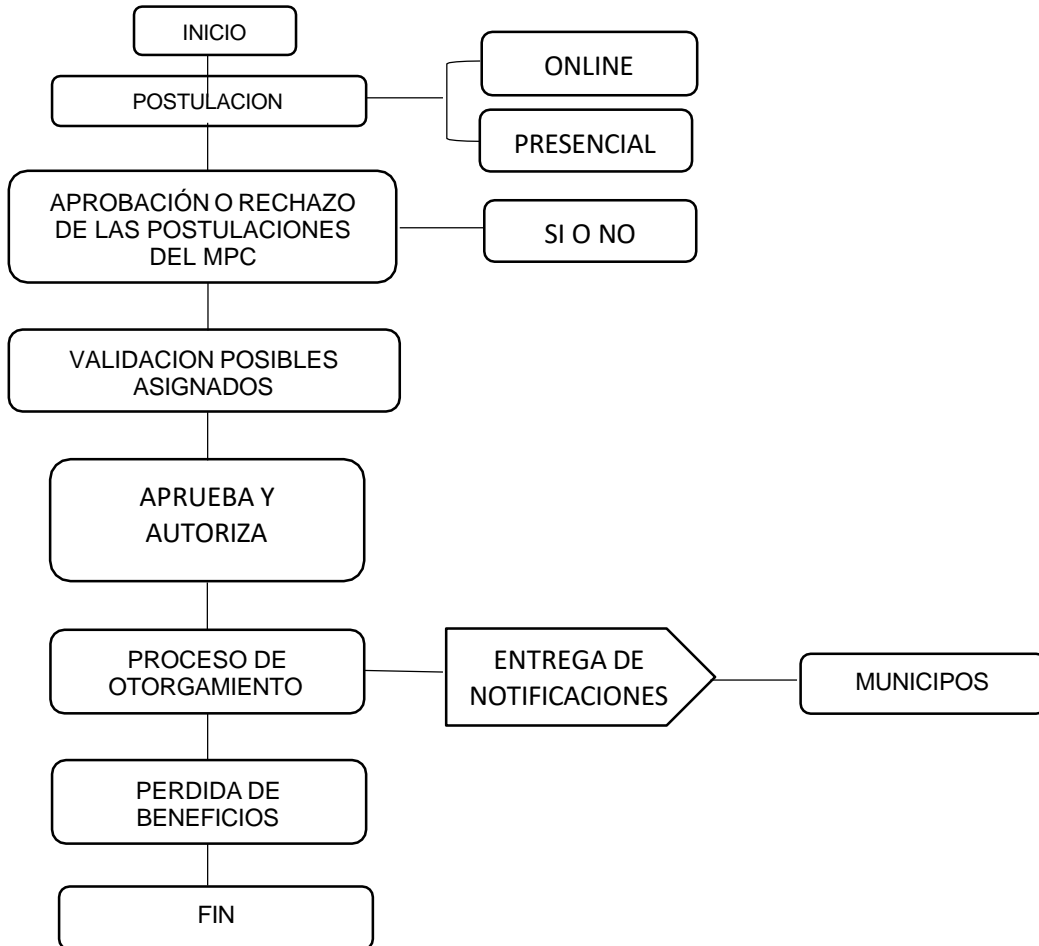 INICIO
POSTULACION
ONLINE
PRESENCIAL
APROBACIÓN O RECHAZO
DE LAS POSTULACIONES
DEL MPC
SI O NO
VALIDACION POSIBLES
ASIGNADOS
APRUEBA Y
AUTORIZA
PROCESO DE
OTORGAMIENTO
ENTREGA DE
NOTIFICACIONES
MUNICIPOS
PERDIDA DE
BENEFICIOS
FIN